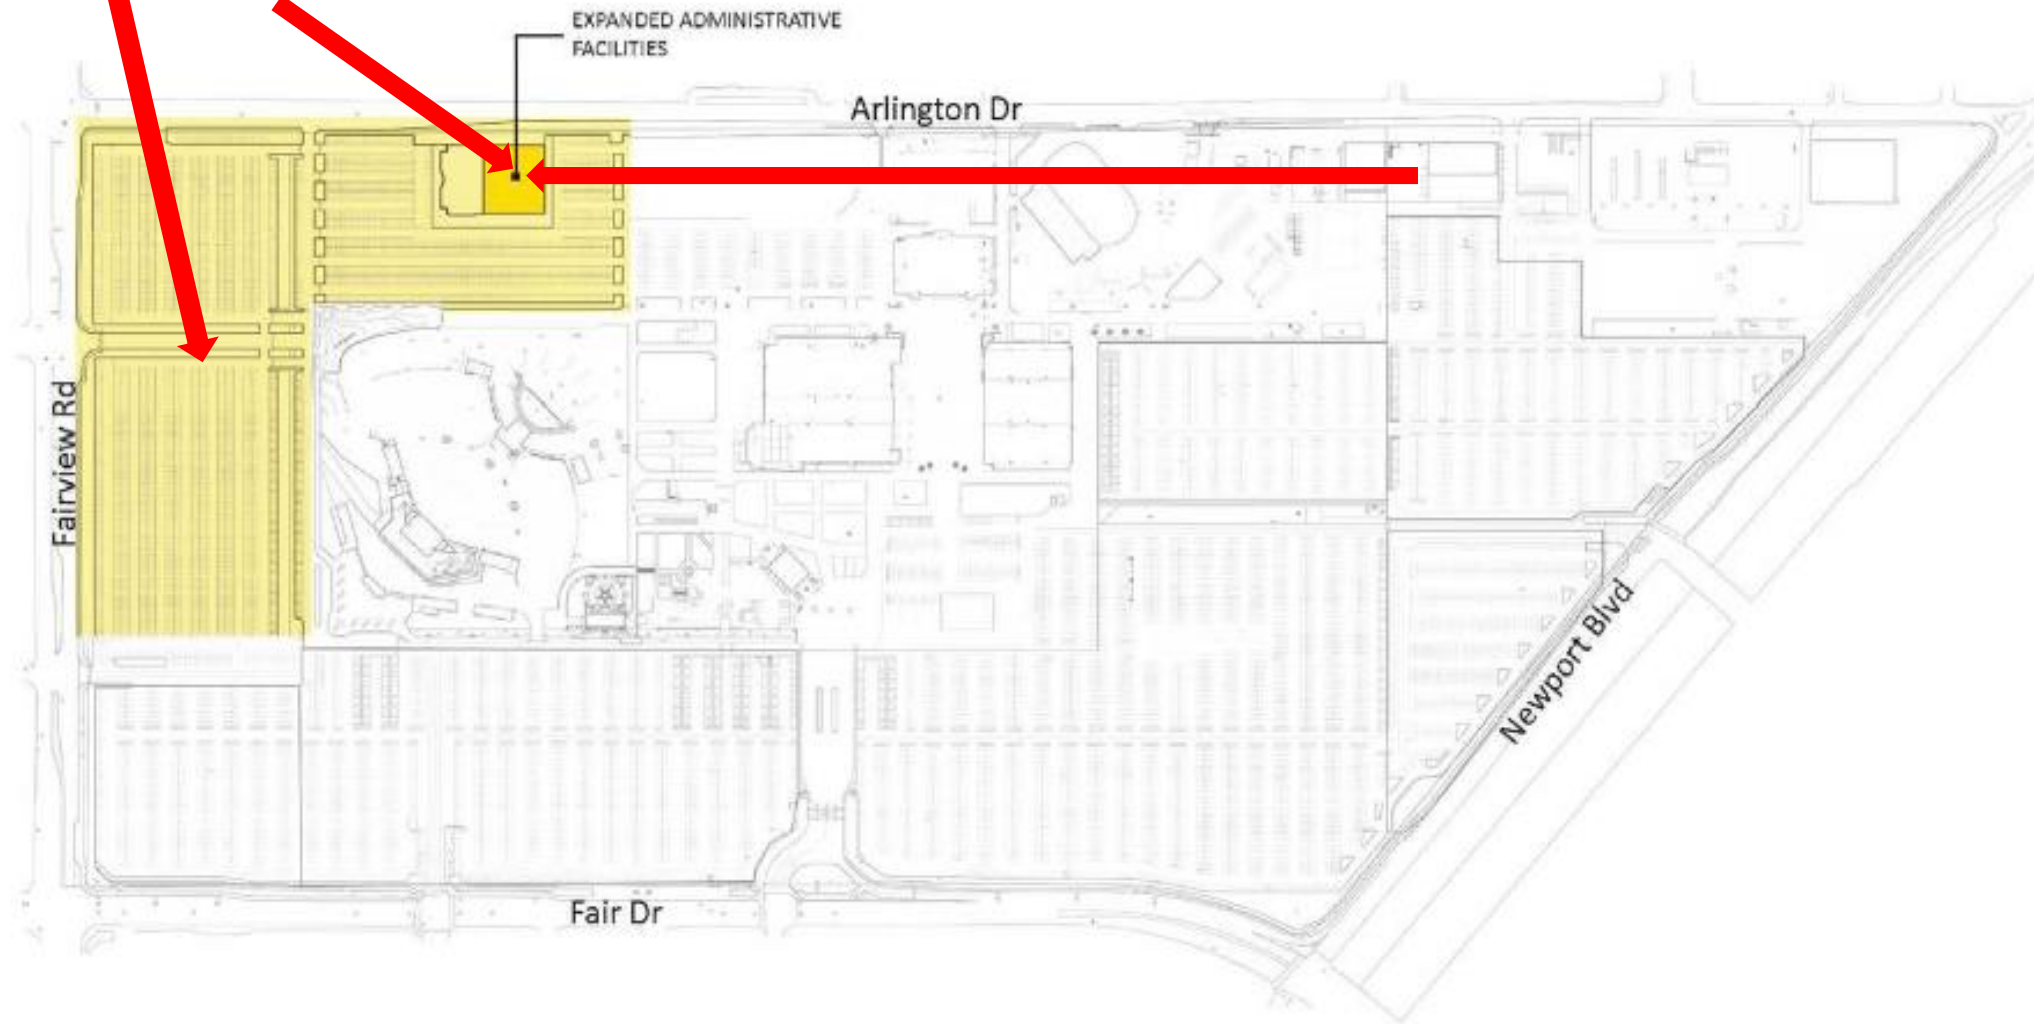 EXPANDED ADMINISTRATIVE
FACILITIES
Arlington Dr
Fairview Rd
Newport Blvd
Fair Dr